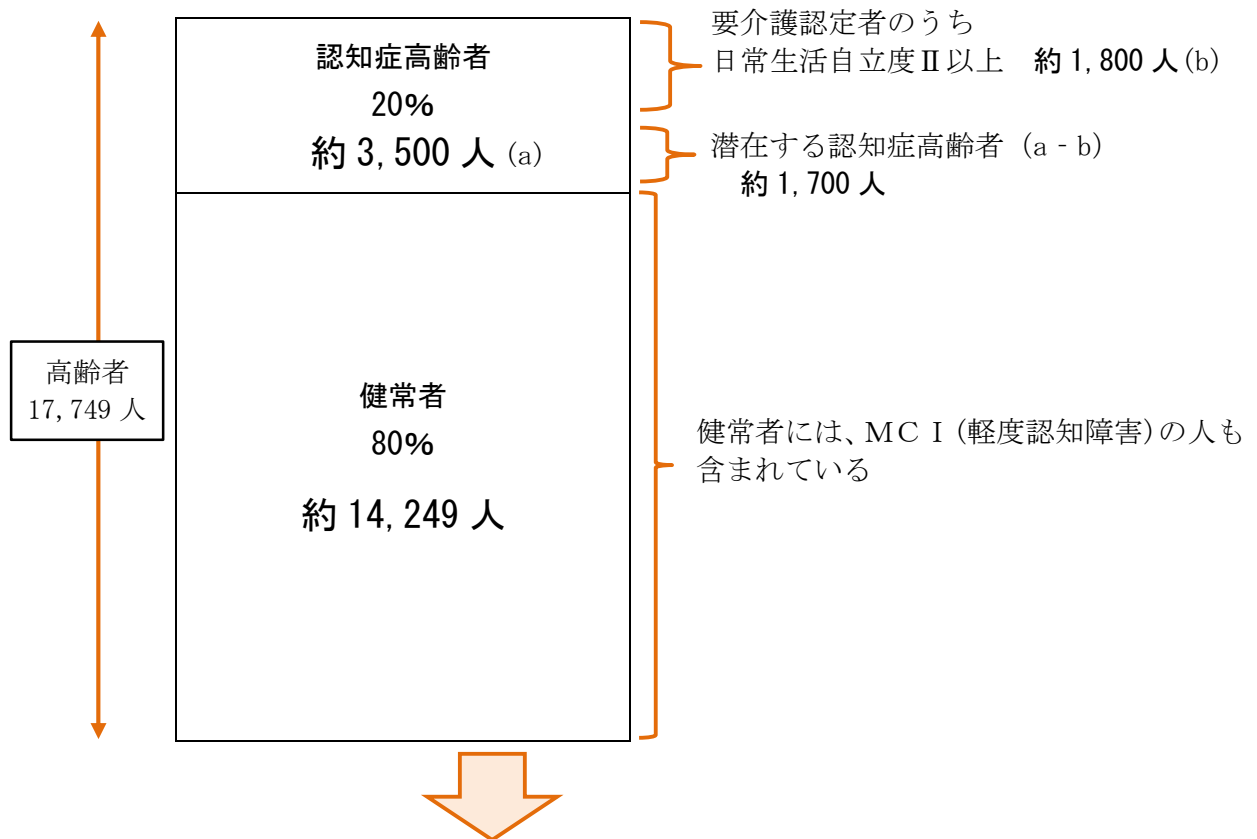 認知症高齢者
20%
約 3,500 人 (a)
要介護認定者のうち
日常生活自立度Ⅱ以上 約 1,800 人(b)
潜在する認知症高齢者 (a‐b)
約 1,700 人
高齢者
17,749 人
健常者
80%
約 14,249 人
健常者には、ＭＣＩ(軽度認知障害)の人も
含まれている